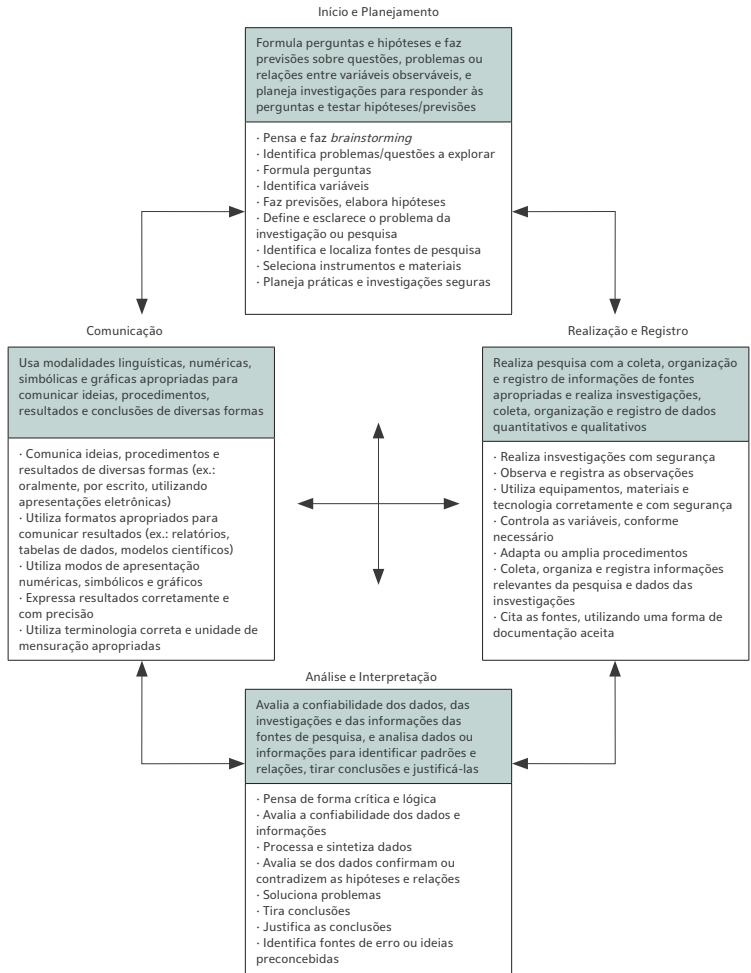 Início e Planejamento
Formula perguntas e hipóteses e faz
previsões sobre questões, problemas ou
relações entre variáveis observáveis, e
planeja investigações para responder às
perguntas e testar hipóteses/previsões
· Pensa e faz brainstorming
· Identifica problemas/questões a explorar
· Formula perguntas
· Identifica variáveis
· Faz previsões, elabora hipóteses
· Define e esclarece o problema da
investigação ou pesquisa
· Identifica e localiza fontes de pesquisa
· Seleciona instrumentos e materiais
· Planeja práticas e investigações seguras
Comunicação
Usa modalidades linguísticas, numéricas,
simbólicas e gráficas apropriadas para
comunicar ideias, procedimentos,
resultados e conclusões de diversas formas
· Comunica ideias, procedimentos e
resultados de diversas formas (ex.:
oralmente, por escrito, utilizando
apresentações eletrônicas)
· Utiliza formatos apropriados para
comunicar resultados (ex.: relatórios,
tabelas de dados, modelos científicos)
· Utiliza modos de apresentação
numéricas, simbólicos e gráficos
· Expressa resultados corretamente e
com precisão
· Utiliza terminologia correta e unidade de
mensuração apropriadas
Realização e Registro
Realiza pesquisa com a coleta, organização
e registro de informações de fontes
apropriadas e realiza insvestigações,
coleta, organização e registro de dados
quantitativos e qualitativos
· Realiza insvestigações com segurança
· Observa e registra as observações
· Utiliza equipamentos, materiais e
tecnologia corretamente e com segurança
· Controla as variáveis, conforme
necessário
· Adapta ou amplia procedimentos
· Coleta, organiza e registra informações
relevantes da pesquisa e dados das
insvestigações
· Cita as fontes, utilizando uma forma de
documentação aceita
Análise e Interpretação
Avalia a confiabilidade dos dados, das
investigações e das informações das
fontes de pesquisa, e analisa dados ou
informações para identificar padrões e
relações, tirar conclusões e justificá-las
· Pensa de forma crítica e lógica
· Avalia a confiabilidade dos dados e
informações
· Processa e sintetiza dados
· Avalia se dos dados confirmam ou
contradizem as hipóteses e relações
· Soluciona problemas
· Tira conclusões
· Justifica as conclusões
· Identifica fontes de erro ou ideias
preconcebidas